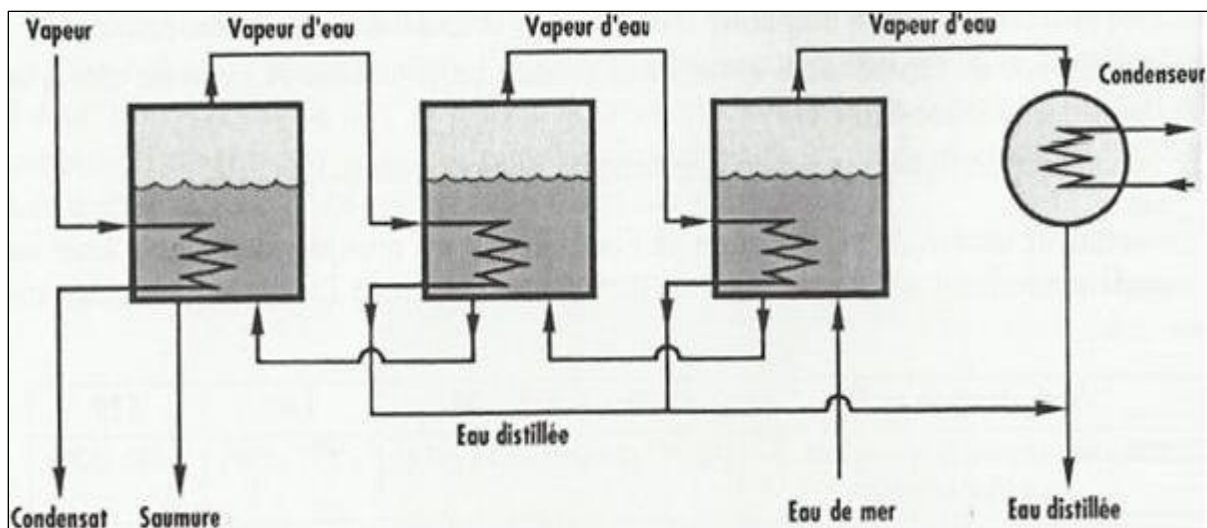 Vapeur
Vapeur d'eau
Vapeur d'eau
Vapeur d'eau
Condenseur
Eau distillée
Condensat
Saumure
Eau de mer
Eau distillée